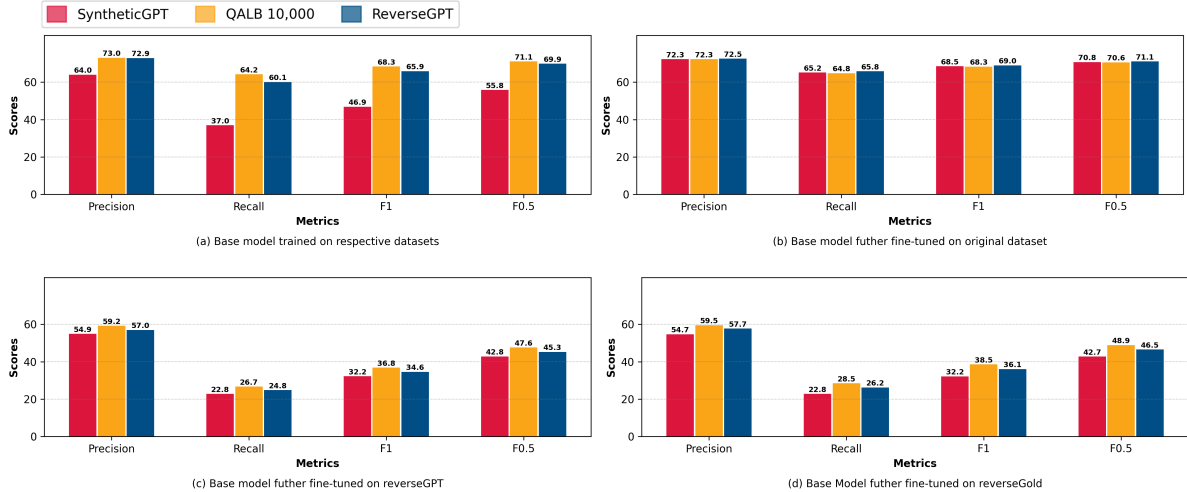 SyntheticGPT QALB 10,000 ReverseGPT
Scores
60
40
20
0
64.0 73.0 72.9
37.0 64.2 60.1
46.9 68.3 65.9
55.8 71.1 69.9
Precision Recall F1 F0.5
Metrics
(a) Base model trained on respective datasets
Scores
60
40
20
0
72.3 72.3 72.5
65.2 64.8 65.8
68.5 68.3 69.0
70.8 70.6 71.1
Precision Recall F1 F0.5
Metrics
(b) Base model futher fine-tuned on original dataset
Scores
60
40
20
0
54.9 59.2 57.0
22.8 26.7 24.8
32.2 36.8 34.6
42.8 47.6 45.3
Precision Recall F1 F0.5
Metrics
(c) Base model futher fine-tuned on reverseGPT
Scores
60
40
20
0
54.7 59.5 57.7
22.8 28.5 26.2
32.2 38.5 36.1
42.7 48.9 46.5
Precision Recall F1 F0.5
Metrics
(d) Base Model futher fine-tuned on reverseGold